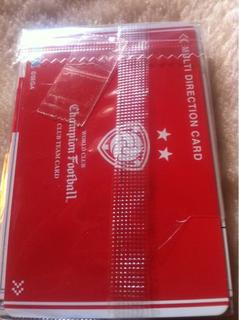 MULTI DIRECTION CARD
WORLD CLUB
Champion Football
CLUB TEAM CARD
©SEGA